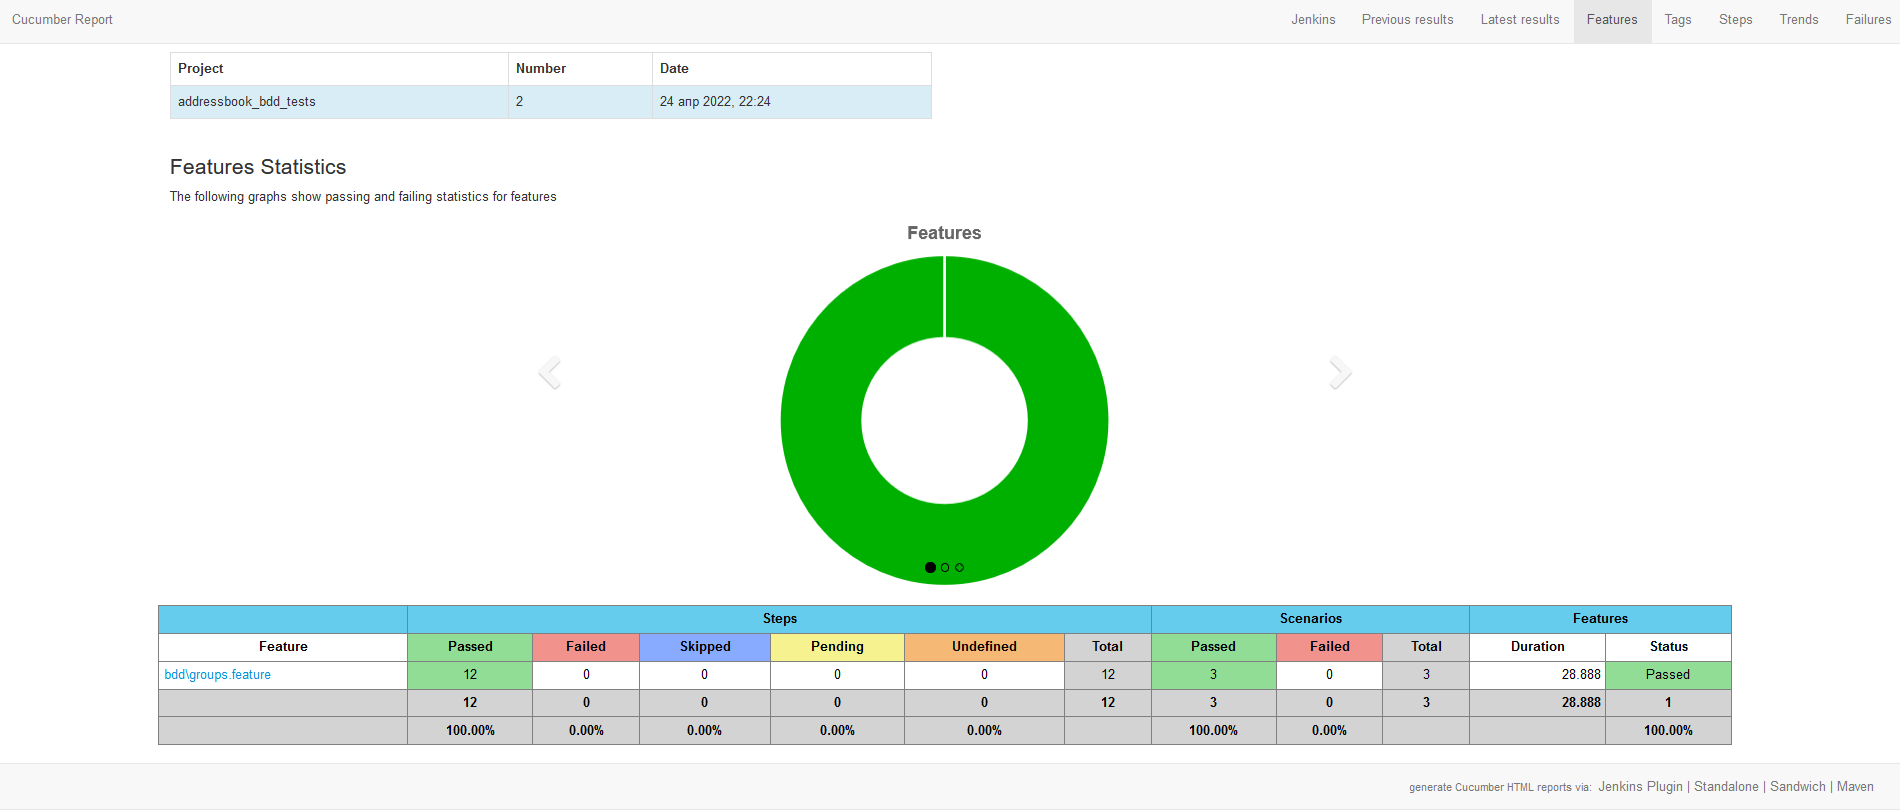 Cucumber Report Jenkins Previous results Latest results Features Tags Steps Trends Failures
Project Number Date
addressbook_bdd_tests 2 24 апр 2022, 22:24
Features Statistics
The following graphs show passing and failing statistics for features
Features
Steps Scenarios Features
Feature Passed Failed Skipped Pending Undefined Total Passed Failed Total Duration Status
bdd\groups.feature 12 0 0 0 0 12 3 0 3 28.888 Passed
12 0 0 0 0 12 3 0 3 28.888 1
100.00% 0.00% 0.00% 0.00% 0.00% 100.00% 0.00% 100.00%
generate Cucumber HTML reports via: Jenkins Plugin | Standalone | Sandwich | Maven